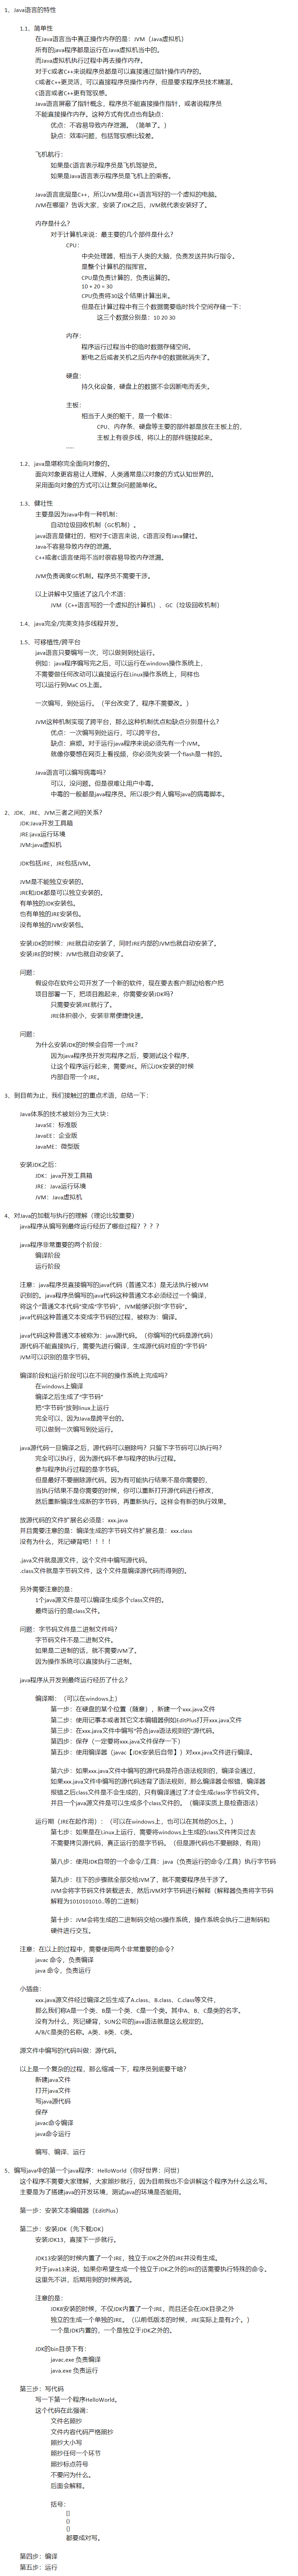 1、Java语言的特性
1.1、简单性
在Java语言当中真正操作内存的是：JVM（Java虚拟机）
所有的java程序都是运行在Java虚拟机当中的。
而Java虚拟机执行过程中再去操作内存。
对于C或者C++来说程序员都是可以直接通过指针操作内存的。
C或者C++更灵活，可以直接程序员操作内存，但是要求程序员技术精湛。
C语言或者C++更有驾驭感。
Java语言屏蔽了指针概念，程序员不能直接操作指针，或者说程序员
不能直接操作内存。这种方式有优点也有缺点：
优点：不容易导致内存泄漏。（简单了。）
缺点：效率问题，包括驾驭感比较差。
飞机航行：
如果是C语言表示程序员是飞机驾驶员。
如果是Java语言表示程序员是飞机上的乘客。
Java语言底层是C++，所以JVM是用C++语言写好的一个虚拟的电脑。
JVM在哪里？告诉大家，安装了JDK之后，JVM就代表安装好了。
内存是什么？
对于计算机来说：最主要的几个部件是什么？
CPU：
中央处理器，相当于人类的大脑，负责发送并执行指令。
是整个计算机的指挥官。
CPU是负责计算的，负责运算的。
10 + 20 = 30
CPU负责将30这个结果计算出来。
但是在计算过程中有三个数据需要临时找个空间存储一下：
这三个数据分别是：10 20 30
内存：
程序运行过程当中的临时数据存储空间。
断电之后或者关机之后内存中的数据就消失了。
硬盘：
持久化设备，硬盘上的数据不会因断电而丢失。
主板：
相当于人类的躯干，是一个载体：
CPU、内存条、硬盘等主要的部件都是放在主板上的，
主板上有很多线，将以上的部件链接起来。
....
1.2、java是堪称完全面向对象的。
面向对象更容易让人理解，人类通常是以对象的方式认知世界的。
采用面向对象的方式可以让复杂问题简单化。
1.3、健壮性
主要是因为Java中有一种机制：
自动垃圾回收机制（GC机制）。
java语言是健壮的，相对于C语言来说，C语言没有Java健壮。
Java不容易导致内存的泄漏。
C++或者C语言使用不当时很容易导致内存泄漏。
JVM负责调度GC机制。程序员不需要干涉。
以上讲解中又描述了这几个术语：
JVM（C++语言写的一个虚拟的计算机）、GC（垃圾回收机制）
1.4、java完全/完美支持多线程并发。
1.5、可移植性/跨平台
java语言只要编写一次，可以做到到处运行。
例如：java程序编写完之后，可以运行在windows操作系统上，
不需要做任何改动可以直接运行在Linux操作系统上，同样也
可以运行到MaC OS上面。
一次编写，到处运行。（平台改变了，程序不需要改。）
JVM这种机制实现了跨平台，那么这种机制优点和缺点分别是什么？
优点：一次编写到处运行，可以跨平台。
缺点：麻烦。对于运行java程序来说必须先有一个JVM。
就像你要想在网页上看视频，你必须先安装一个flash是一样的。
Java语言可以编写病毒吗？
可以，没问题。但是很难让用户中毒。
中毒的一般都是java程序员。所以很少有人编写java的病毒脚本。
2、JDK、JRE、JVM三者之间的关系？
JDK:Java开发工具箱
JRE:java运行环境
JVM:java虚拟机
JDK包括JRE，JRE包括JVM。
JVM是不能独立安装的。
JRE和JDK都是可以独立安装的。
有单独的JDK安装包。
也有单独的JRE安装包。
没有单独的JVM安装包。
安装JDK的时候：JRE就自动安装了，同时JRE内部的JVM也就自动安装了。
安装JRE的时候：JVM也就自动安装了。
问题：
假设你在软件公司开发了一个新的软件，现在要去客户那边给客户把
项目部署一下，把项目跑起来，你需要安装JDK吗？
只需要安装JRE就行了。
JRE体积很小，安装非常便捷快速。
问题：
为什么安装JDK的时候会自带一个JRE？
因为java程序员开发完程序之后，要测试这个程序，
让这个程序运行起来，需要JRE。所以JDK安装的时候
内部自带一个JRE。
3、到目前为止，我们接触过的重点术语，总结一下：
Java体系的技术被划分为三大块：
JavaSE：标准版
JavaEE：企业版
JavaME：微型版
安装JDK之后：
JDK：java开发工具箱
JRE：Java运行环境
JVM：Java虚拟机
4、对Java的加载与执行的理解（理论比较重要）
java程序从编写到最终运行经历了哪些过程？？？？
java程序非常重要的两个阶段：
编译阶段
运行阶段
注意：java程序员直接编写的java代码（普通文本）是无法执行被JVM
识别的。java程序员编写的java代码这种普通文本必须经过一个编译，
将这个“普通文本代码”变成“字节码”，JVM能够识别“字节码”。
java代码这种普通文本变成字节码的过程，被称为：编译。
java代码这种普通文本被称为：java源代码。（你编写的代码是源代码）
源代码不能直接执行，需要先进行编译，生成源代码对应的“字节码”
JVM可以识别的是字节码。
编译阶段和运行阶段可以在不同的操作系统上完成吗？
在windows上编译
编译之后生成了“字节码”
把“字节码”放到linux上运行
完全可以，因为Java是跨平台的。
可以做到一次编写到处运行。
java源代码一旦编译之后，源代码可以删除吗？只留下字节码可以执行吗？
完全可以执行，因为源代码不参与程序的执行过程。
参与程序执行过程的是字节码。
但是最好不要删除源代码。因为有可能执行结果不是你需要的，
当执行结果不是你需要的时候，你可以重新打开源代码进行修改，
然后重新编译生成新的字节码，再重新执行。这样会有新的执行效果。
放源代码的文件扩展名必须是：xxx.java
并且需要注意的是：编译生成的字节码文件扩展名是：xxx.class
没有为什么，死记硬背吧！！！！
.java文件就是源文件，这个文件中编写源代码。
.class文件就是字节码文件，这个文件是编译源代码而得到的。
另外需要注意的是：
1个java源文件是可以编译生成多个class文件的。
最终运行的是class文件。
问题：字节码文件是二进制文件吗？
字节码文件不是二进制文件。
如果是二进制的话，就不需要JVM了。
因为操作系统可以直接执行二进制。
java程序从开发到最终运行经历了什么？
编译期：（可以在windows上）
第一步：在硬盘的某个位置（随意），新建一个xxx.java文件
第二步：使用记事本或者其它文本编辑器例如EditPlus打开xxx.java文件
第三步：在xxx.java文件中编写“符合java语法规则的”源代码。
第四步：保存（一定要将xxx.java文件保存一下）
第五步：使用编译器（javac【JDK安装后自带】）对xxx.java文件进行编译。
第六步：如果xxx.java文件中编写的源代码是符合语法规则的，编译会通过，
如果xxx.java文件中编写的源代码违背了语法规则，那么编译器会报错，编译器
报错之后class文件是不会生成的，只有编译通过了才会生成class字节码文件。
并且一个java源文件是可以生成多个class文件的。（编译实质上是检查语法）
运行期（JRE在起作用）：（可以在windows上，也可以在其他的OS上。）
第七步：如果是在Linux上运行，需要将windows上生成的class文件拷贝过去
不需要拷贝源代码，真正运行的是字节码。（但是源代码也不要删除，有用）
第八步：使用JDK自带的一个命令/工具：java（负责运行的命令/工具）执行字节码
第九步：往下的步骤就全部交给JVM了，就不需要程序员干涉了。
JVM会将字节码文件装载进去，然后JVM对字节码进行解释（解释器负责将字节码
解释为1010101010..等的二进制）
第十步：JVM会将生成的二进制码交给OS操作系统，操作系统会执行二进制码和
硬件进行交互。
注意：在以上的过程中，需要使用两个非常重要的命令？
javac 命令，负责编译
java 命令，负责运行
小插曲：
xxx.java源文件经过编译之后生成了A.class、B.class、C.class等文件，
那么我们称A是一个类，B是一个类，C是一个类。其中A、B、C是类的名字。
没有为什么，死记硬背，SUN公司的java语法就是这么规定的。
A/B/C是类的名称。A类，B类，C类。
源文件中编写的代码叫做：源代码。
以上是一个复杂的过程，那么缩减一下，程序员到底要干啥？
新建java文件
打开java文件
写java源代码
保存
javac命令编译
java命令运行
编写、编译、运行
5、编写java中的第一个java程序：HelloWorld（你好世界：问世）
这个程序不需要大家理解，大家照抄就行，因为目前我也不会讲解这个程序为什么这么写。
主要是为了搭建java的开发环境，测试java的环境是否能用。
第一步：安装文本编辑器（EditPlus）
第二步：安装JDK（先下载JDK）
安装JDK13，直接下一步就行。
JDK13安装的时候内置了一个JRE，独立于JDK之外的JRE并没有生成。
对于java13来说，如果你希望生成一个独立于JDK之外的JRE的话需要执行特殊的命令。
这里先不讲，后期用到的时候再说。
注意的是：
JDK8安装的时候，不仅JDK内置了一个JRE，而且还会在JDK目录之外
独立的生成一个单独的JRE。（以前低版本的时候，JRE实际上是有2个。）
一个是JDK内置的，一个是独立于JDK之外的。
JDK的bin目录下有：
javac.exe 负责编译
java.exe 负责运行
第三步：写代码
写一下第一个程序HelloWorld。
这个代码在此强调：
文件名照抄
文件内容代码严格照抄
照抄大小写
照抄任何一个环节
照抄标点符号
不要问为什么。
后面会解释。
括号：
[]
()
{}
都要成对写。
第四步：编译
第五步：运行